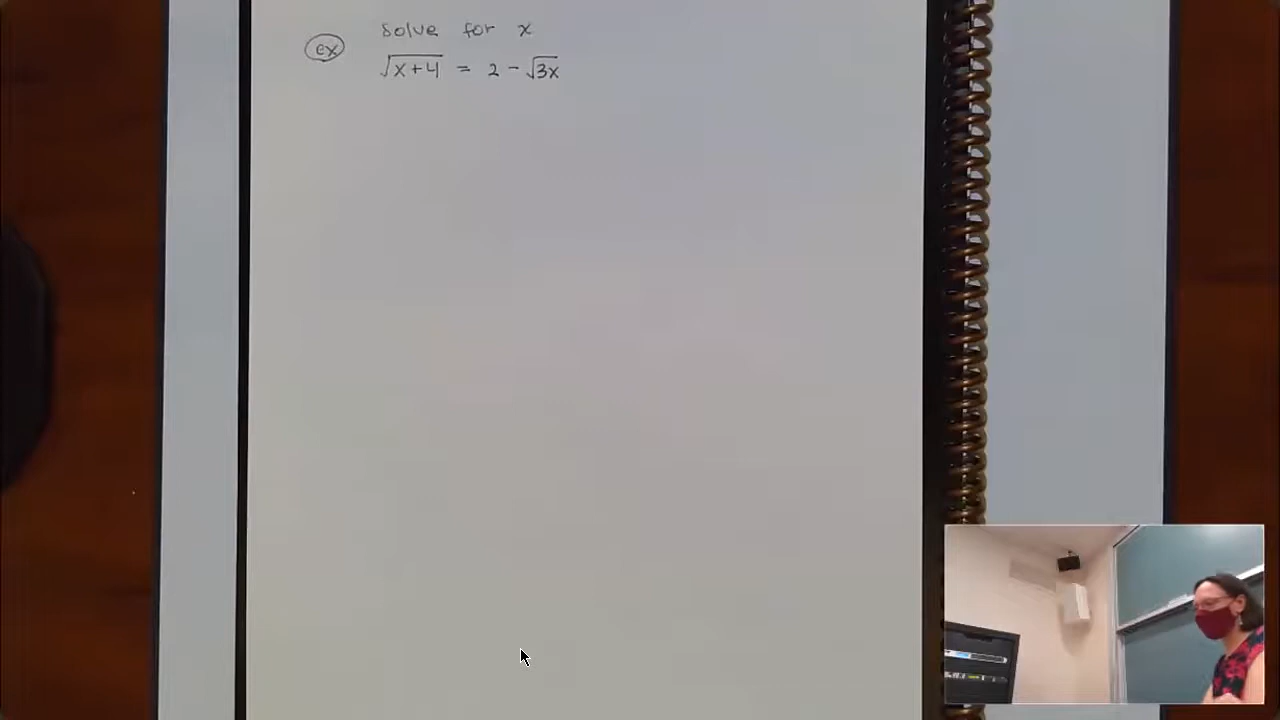 ex solve for x
√x+4 = 2 - √3x